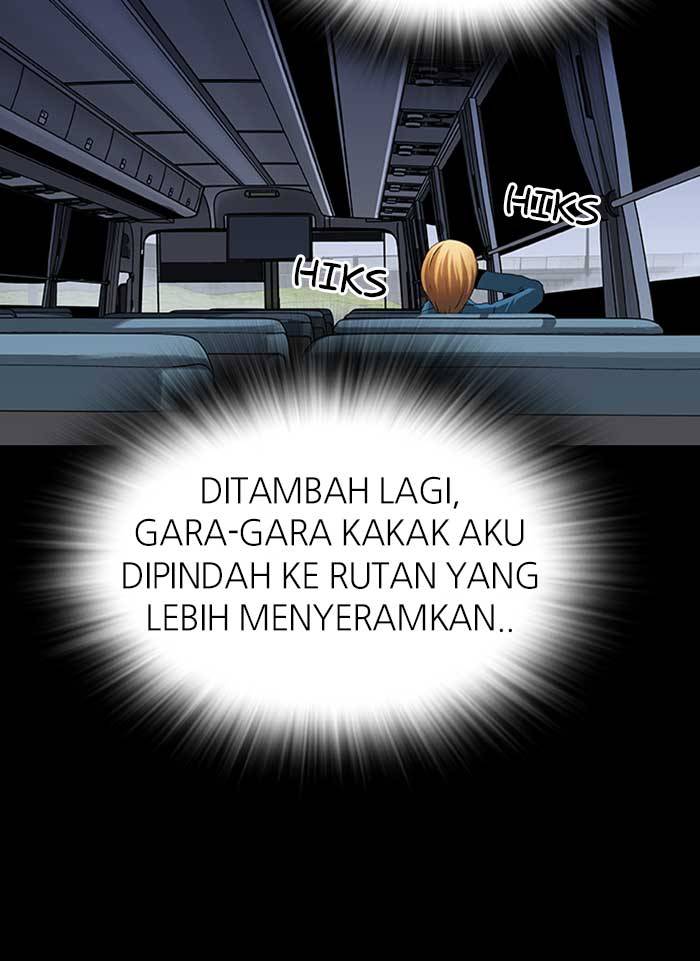 HIKS
HIKS
DITAMBAH LAGI,
GARA-GARA KAKAK AKU
DIPINDAH KE RUTAN YANG
LEBIH MENYERAMKAN..